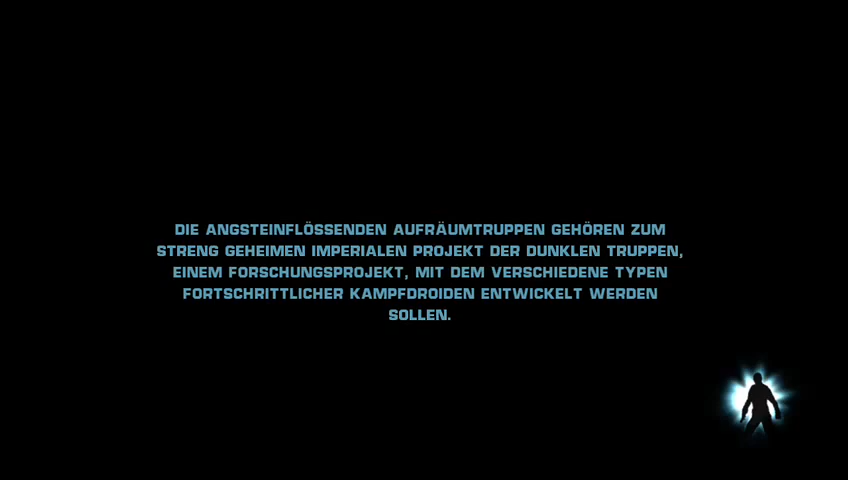 DIE ANGSTEINFLÖSSENDEN AUFRÄUMTRUPPEN GEHÖREN ZUM
STRENG GEHEIMEN IMPERIALEN PROJEKT DER DUNKLEN TRUPPEN,
EINEM FORSCHUNGSPROJEKT, MIT DEM VERSCHIEDENE TYPEN
FORTSCHRITTLICHER KAMPFDROIDEN ENTWICKELT WERDEN
SOLLEN.